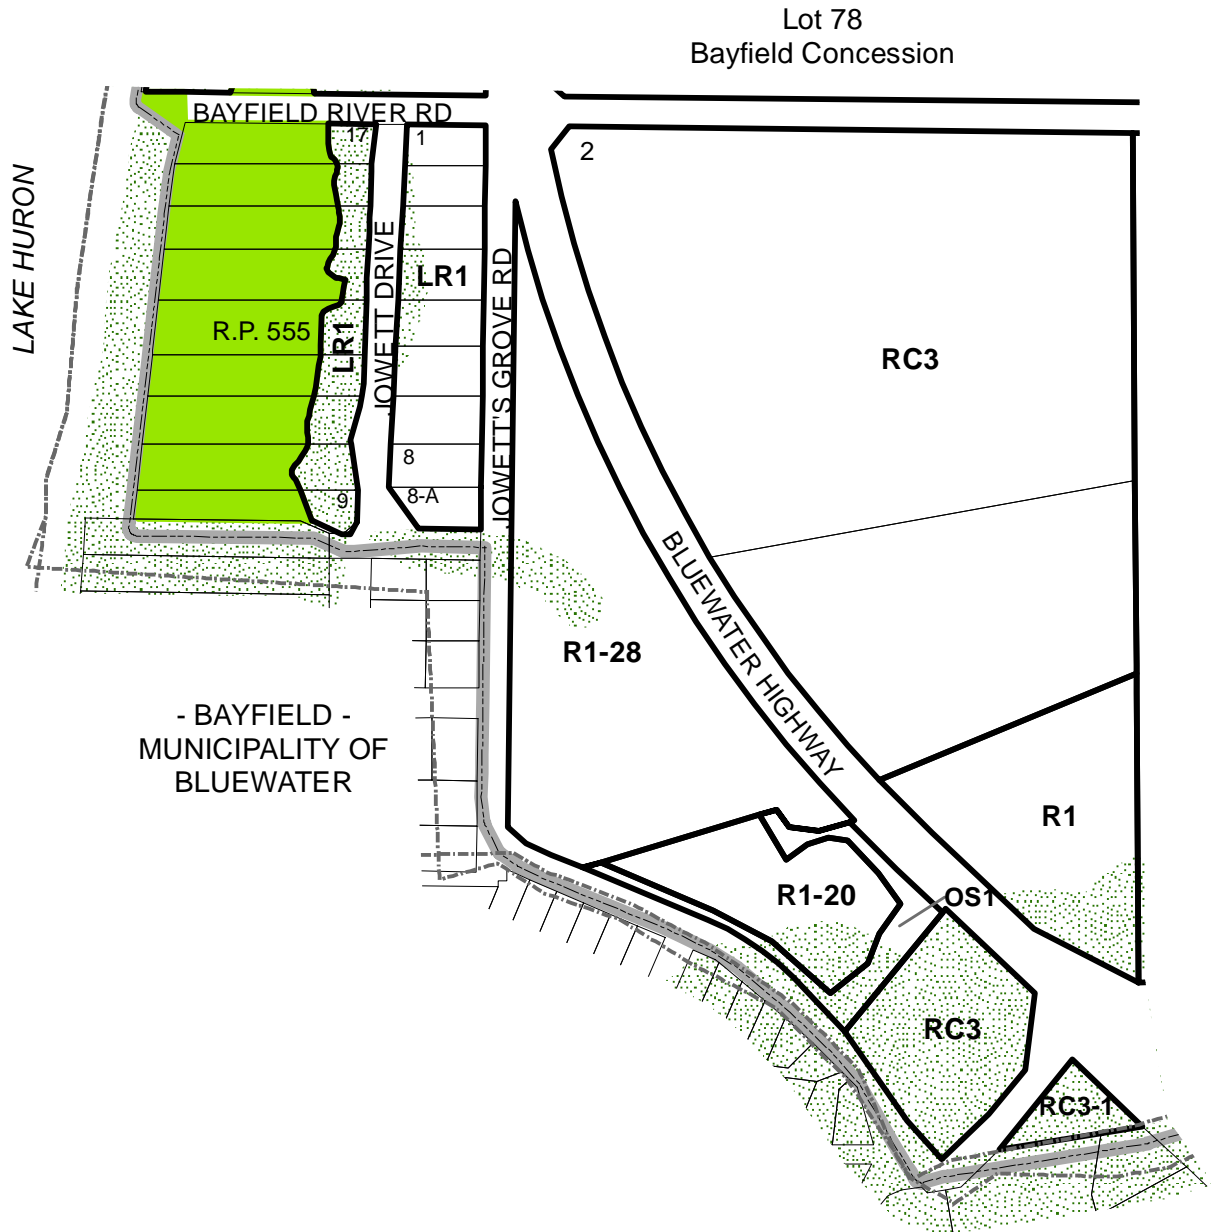 Lot 78
Bayfield Concession
BAYFIELD RIVER RD
17
1
2
LAKE HURON
LR1
JOWETT DRIVE
JOWETT'S GROVE RD
R.P. 555
LR1
RC3
8
8-A
9
BLUEWATER HIGHWAY
R1-28
- BAYFIELD -
MUNICIPALITY OF
BLUEWATER
R1
R1-20
OS1
RC3
RC3-1